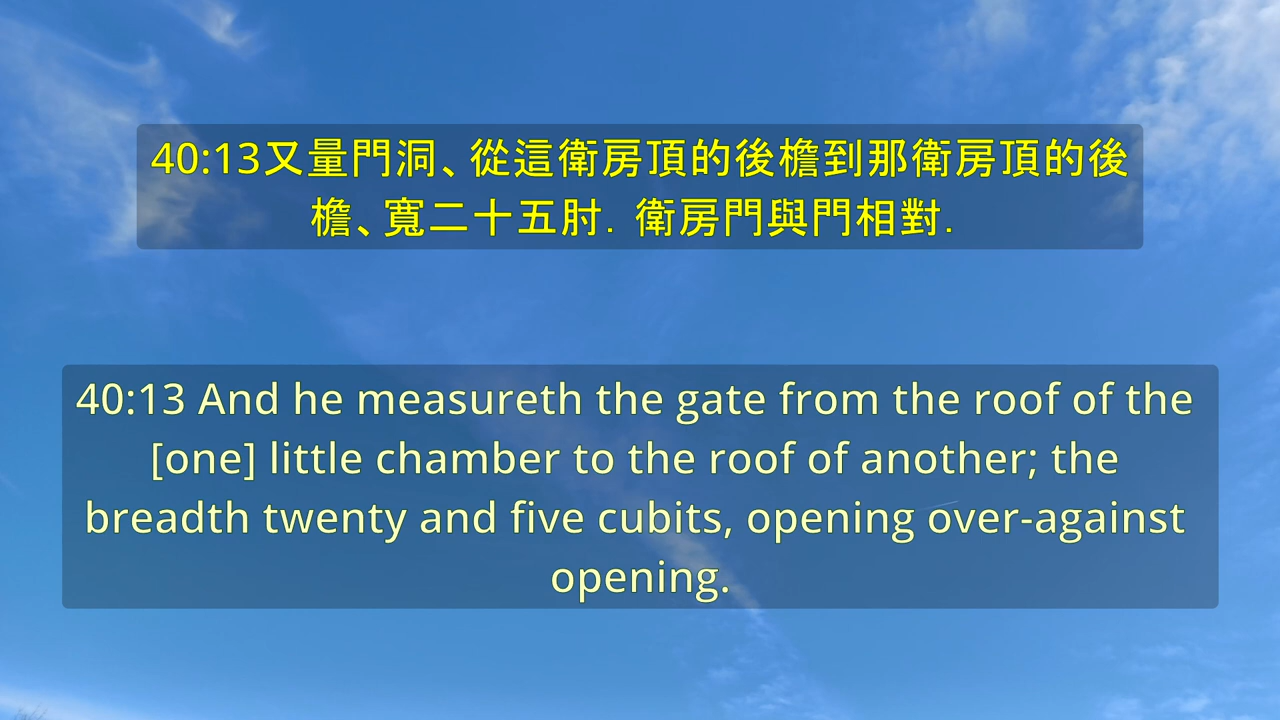 40:13又量門洞、從這衛房頂的後檐到那衛房頂的後
檐、寬二十五肘．衛房門與門相對．
40:13 And he measureth the gate from the roof of the
[one] little chamber to the roof of another; the
breadth twenty and five cubits, opening over-against
opening.